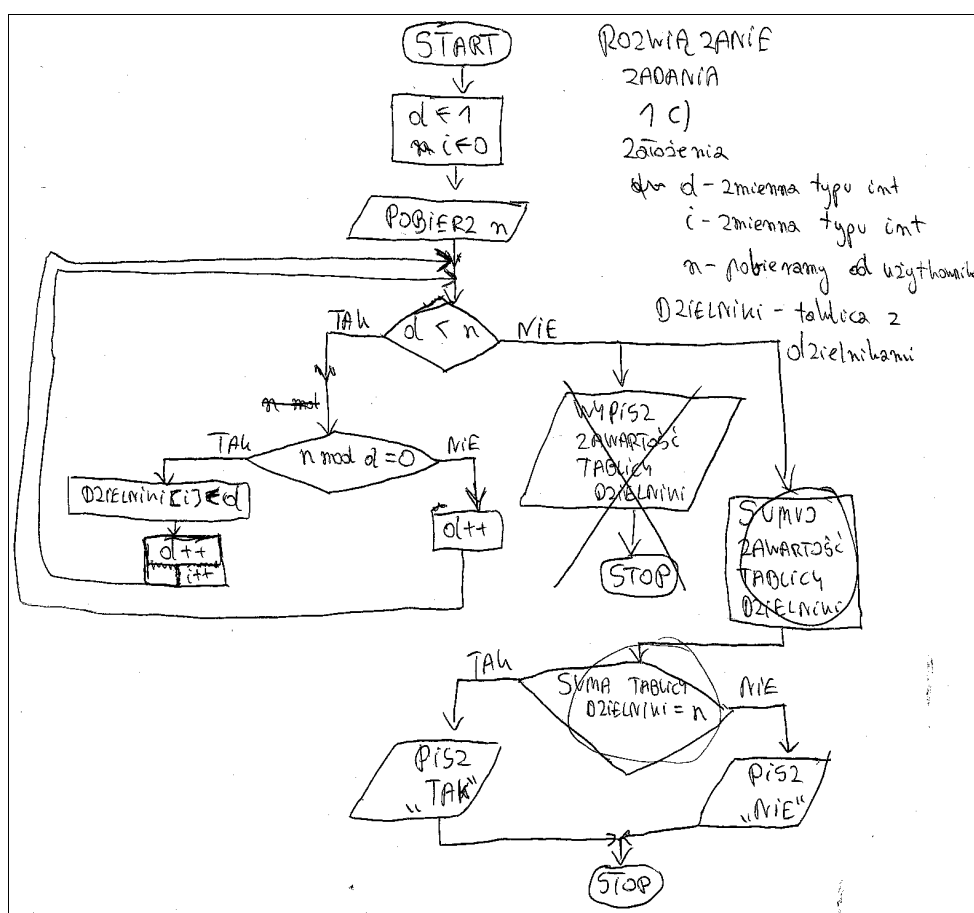 START
ROZWIĄZANIE
ZADANIA
1 C)
Założenia
d - zmienna typu int
i - zmienna typu int
n - pobieramy od użytkownik
DZIELNIKI - tablica z
dzielnikami
d ← 1
i ← 0
POBIERZ n
TAK
d < n
NIE
n mod
TAK
n mod d = 0
NIE
DZIELNIKI[i] ← d
d++
i++
d++
WYPISZ
ZAWARTOŚĆ
TABLICY
DZIELNIKI
STOP
SUMUJ
ZAWARTOŚĆ
TABLICY
DZIELNIKI
TAK
SUMA TABLICY
DZIELNIKI = n
NIE
PISZ
„TAK"
PISZ
„NIE"
STOP